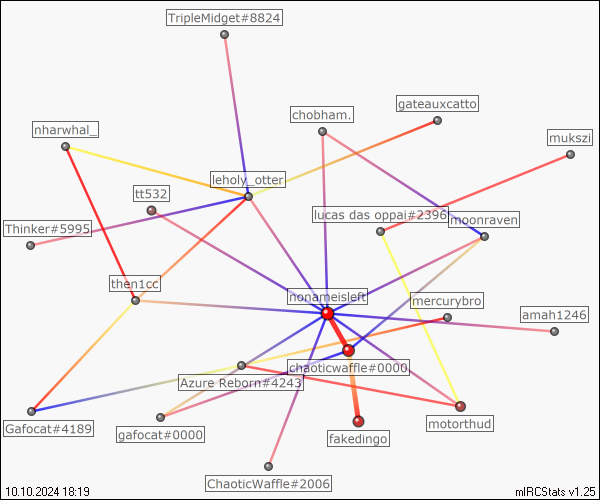 TripleMidget#8824
gateauxcatto
chobham.
nharwhal_
mukszi
leholy_otter
tt532
lucas das oppai#2396
moonraven
Thinker#5995
then1cc
nonameisleft
mercurybro
amah1246
chaoticwaffle#0000
Azure Reborn#4243
motorthud
Gafocat#4189
gafocat#0000
fakedingo
ChaoticWaffle#2006
10.10.2024 18:19
mIRCStats v1.25